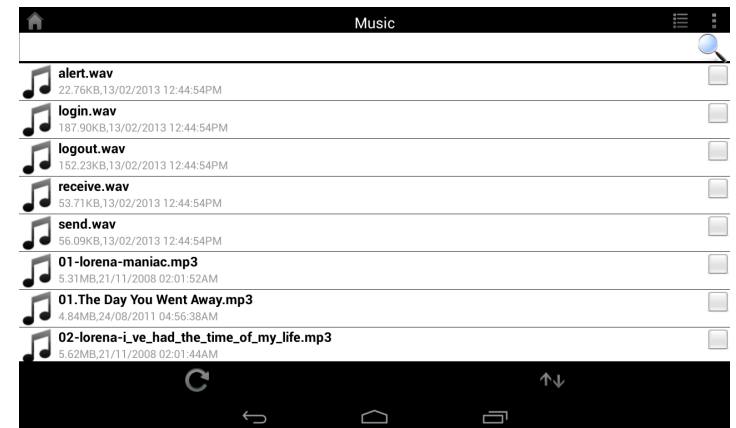 Music
alert.wav
22.76KB,13/02/2013 12:44:54PM
login.wav
187.90KB,13/02/2013 12:44:54PM
logout.wav
152.23KB,13/02/2013 12:44:54PM
receive.wav
53.71KB,13/02/2013 12:44:54PM
send.wav
56.09KB,13/02/2013 12:44:54PM
01-lorena-maniac.mp3
5.31MB,21/11/2008 02:01:52AM
01.The Day You Went Away.mp3
4.84MB,24/08/2011 04:56:38AM
02-lorena-i_ve_had_the_time_of_my_life.mp3
5.62MB,21/11/2008 02:01:44AM